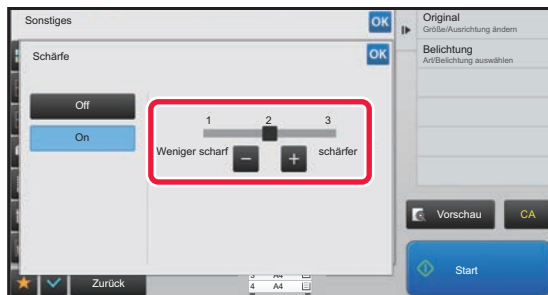 Sonstiges
OK
Schärfe
OK
Off
On
1 2 3
Weniger scharf
schärfer
Zurück
3 A4
4 A4
Original
Größe/Ausrichtung ändern
Belichtung
Art/Belichtung auswählen
Vorschau
CA
Start